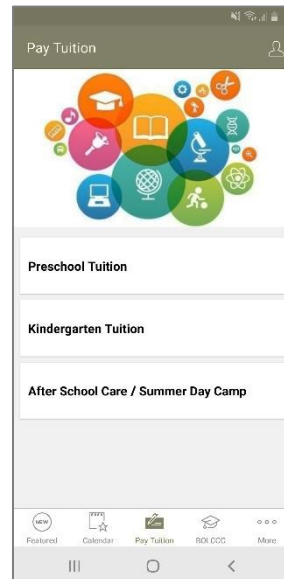 Pay Tuition
Preschool Tuition
Kindergarten Tuition
After School Care / Summer Day Camp
NEW
Featured
Calendar
Pay Tuition
BOLCCC
More